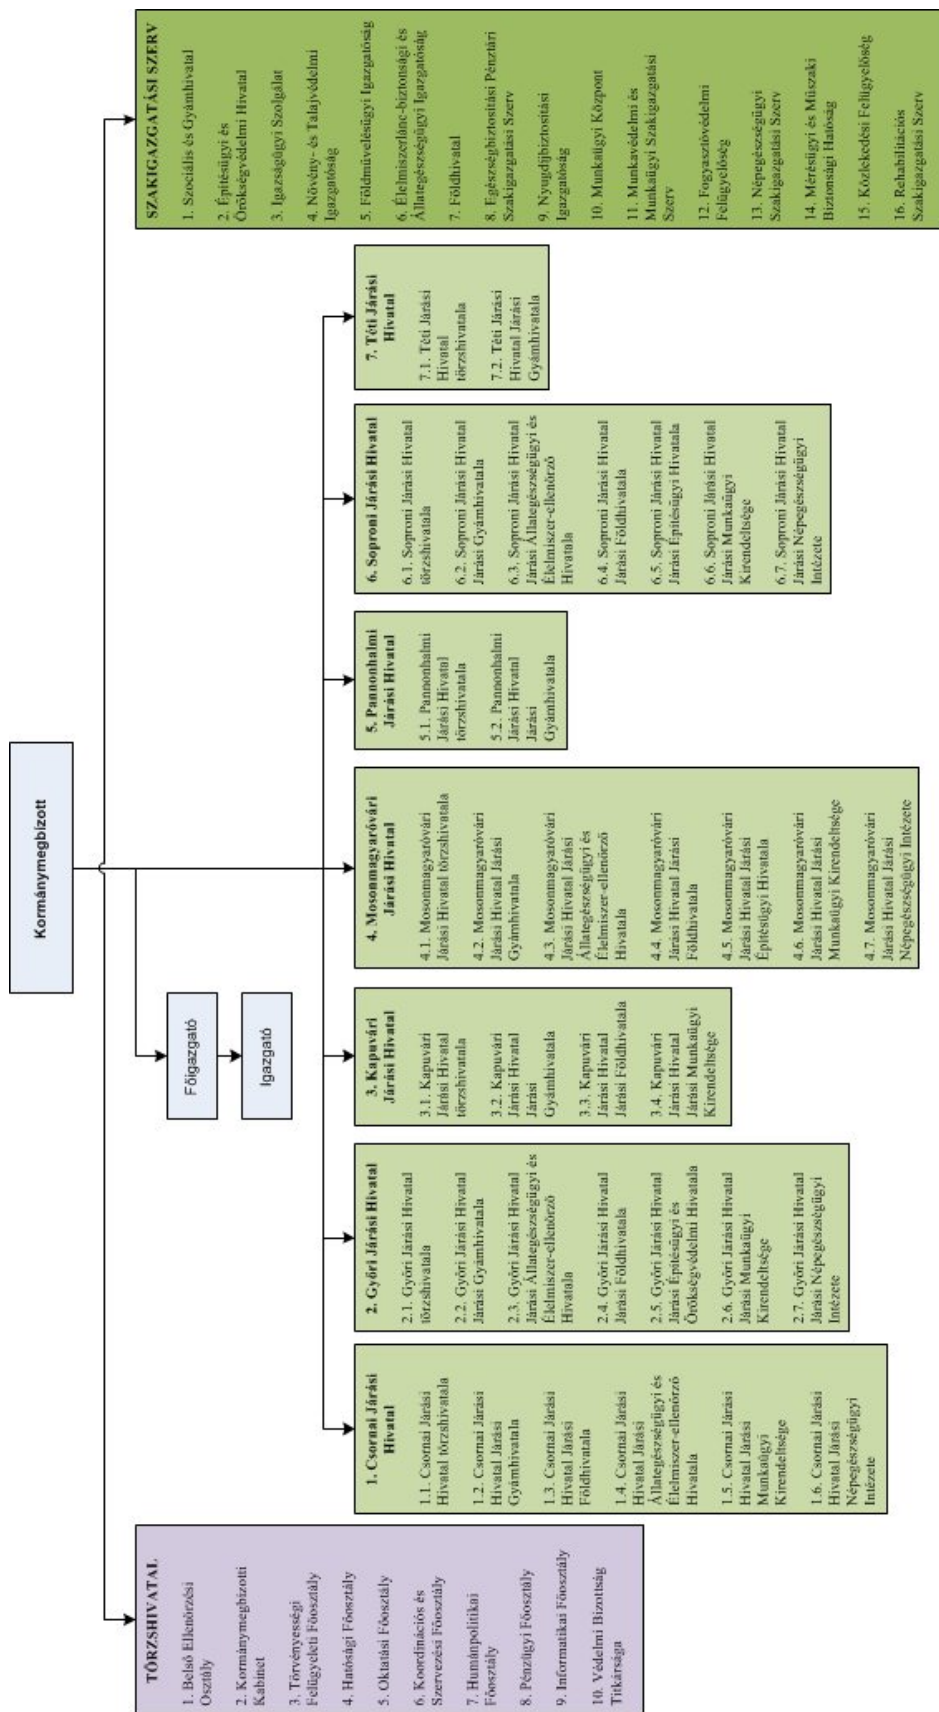 Kormánymegbízott
Főigazgató
Igazgató
TÖRZSHIVATAL
1. Belső Ellenőrzési
Osztály
2. Kormánymegbízotti
Kabinet
3. Törvényességi
Felügyeleti Főosztály
4. Hatósági Főosztály
5. Oktatási Főosztály
6. Koordinációs és
Szervezési Főosztály
7. Humánpolitikai
Főosztály
8. Pénzügyi Főosztály
9. Informatikai Főosztály
10. Védelmi Bizottság
Titkársága
1. Csornai Járási
Hivatal
1.1. Csornai Járási
Hivatal törzshivatala
1.2. Csornai Járási
Hivatal Járási
Gyámhivatala
1.3. Csornai Járási
Hivatal Járási
Földhivatala
1.4. Csornai Járási
Hivatal Járási
Állategészségügyi és
Élelmiszer-ellenőrző
Hivatala
1.5. Csornai Járási
Hivatal Járási
Munkaügyi
Kirendeltsége
1.6. Csornai Járási
Hivatal Járási
Népegészségügyi
Intézete
2. Győri Járási Hivatal
2.1. Győri Járási Hivatal
törzshivatala
2.2. Győri Járási Hivatal
Járási Gyámhivatala
2.3. Győri Járási Hivatal
Járási Állategészségügyi és
Élelmiszer-ellenőrző
Hivatala
2.4. Győri Járási Hivatal
Járási Földhivatala
2.5. Győri Járási Hivatal
Járási Építésügyi és
Örökségvédelmi Hivatala
2.6. Győri Járási Hivatal
Járási Munkaügyi
Kirendeltsége
2.7. Győri Járási Hivatal
Járási Népegészségügyi
Intézete
3. Kapuvári
Járási Hivatal
3.1. Kapuvári
Járási Hivatal
törzshivatala
3.2. Kapuvári
Járási Hivatal
Járási
Gyámhivatala
3.3. Kapuvári
Járási Hivatal
Járási Földhivatala
3.4. Kapuvári
Járási Hivatal
Járási Munkaügyi
Kirendeltsége
4. Mosonmagyaróvári
Járási Hivatal
4.1. Mosonmagyaróvári
Járási Hivatal törzshivatala
4.2. Mosonmagyaróvári
Járási Hivatal Járási
Gyámhivatala
4.3. Mosonmagyaróvári
Járási Hivatal Járási
Állategészségügyi és
Élelmiszer-ellenőrző
Hivatala
4.4. Mosonmagyaróvári
Járási Hivatal Járási
Földhivatala
4.5. Mosonmagyaróvári
Járási Hivatal Járási
Építésügyi Hivatala
4.6. Mosonmagyaróvári
Járási Hivatal Járási
Munkaügyi Kirendeltsége
4.7. Mosonmagyaróvári
Járási Hivatal Járási
Népegészségügyi Intézete
5. Pannonhalmi
Járási Hivatal
5.1. Pannonhalmi
Járási Hivatal
törzshivatala
5.2. Pannonhalmi
Járási Hivatal
Járási
Gyámhivatala
6. Soproni Járási Hivatal
6.1. Soproni Járási Hivatal
törzshivatala
6.2. Soproni Járási Hivatal
Járási Gyámhivatala
6.3. Soproni Járási Hivatal
Járási Állategészségügyi és
Élelmiszer-ellenőrző
Hivatala
6.4. Soproni Járási Hivatal
Járási Földhivatala
6.5. Soproni Járási Hivatal
Járási Építésügyi Hivatala
6.6. Soproni Járási Hivatal
Járási Munkaügyi
Kirendeltsége
6.7. Soproni Járási Hivatal
Járási Népegészségügyi
Intézete
7. Téti Járási
Hivatal
7.1. Téti Járási
Hivatal
törzshivatala
7.2. Téti Járási
Hivatal Járási
Gyámhivatala
SZAKIGAZGATÁSI SZERV
1. Szociális és Gyámhivatal
2. Építésügyi és
Örökségvédelmi Hivatal
3. Igazságügyi Szolgálat
4. Növény- és Talajvédelmi
Igazgatóság
5. Földművelésügyi Igazgatóság
6. Élelmiszerlánc-biztonsági és
Állategészségügyi Igazgatóság
7. Földhivatal
8. Egészségbiztosítási Pénztári
Szakigazgatási Szerv
9. Nyugdíjbiztosítási
Igazgatóság
10. Munkaügyi Központ
11. Munkavédelmi és
Munkaügyi Szakigazgatási
Szerv
12. Fogyasztóvédelmi
Felügyelőség
13. Népegészségügyi
Szakigazgatási Szerv
14. Mérésügyi és Műszaki
Biztonsági Hatóság
15. Közlekedési Felügyelőség
16. Rehabilitációs
Szakigazgatási Szerv